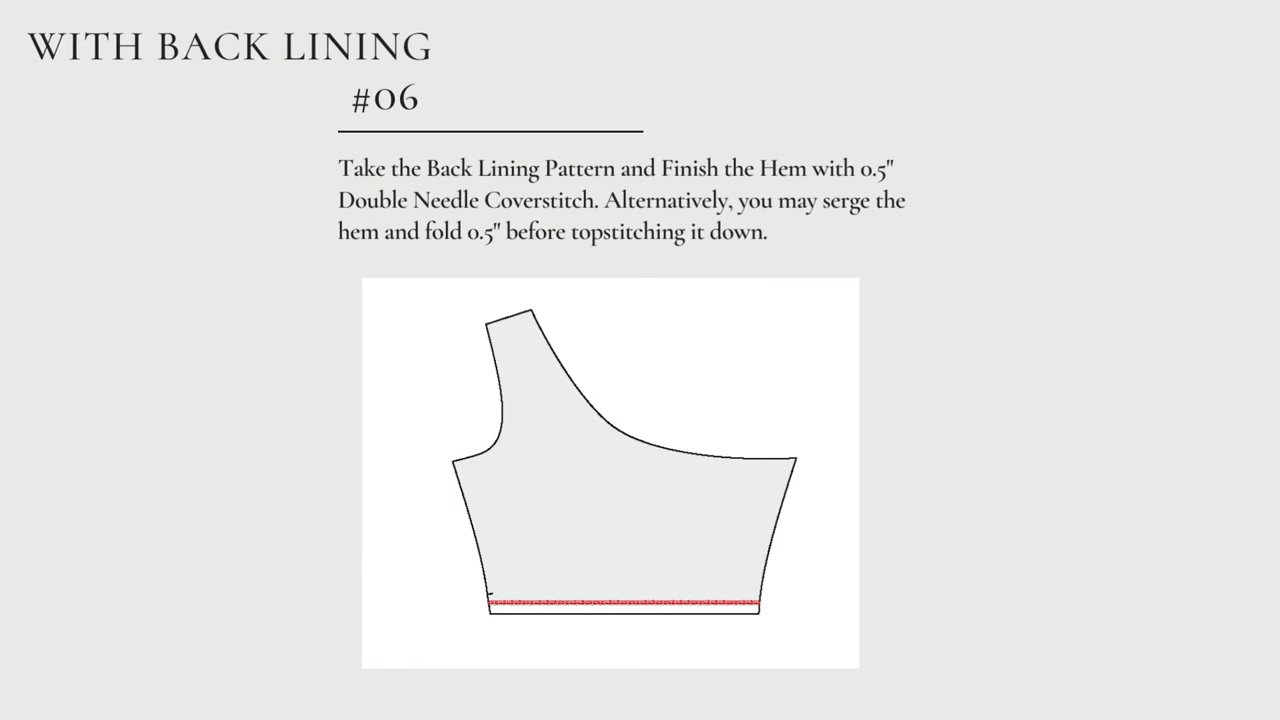 WITH BACK LINING
#06
Take the Back Lining Pattern and Finish the Hem with 0.5"
Double Needle Coverstitch. Alternatively, you may serge the
hem and fold 0.5" before topstitching it down.